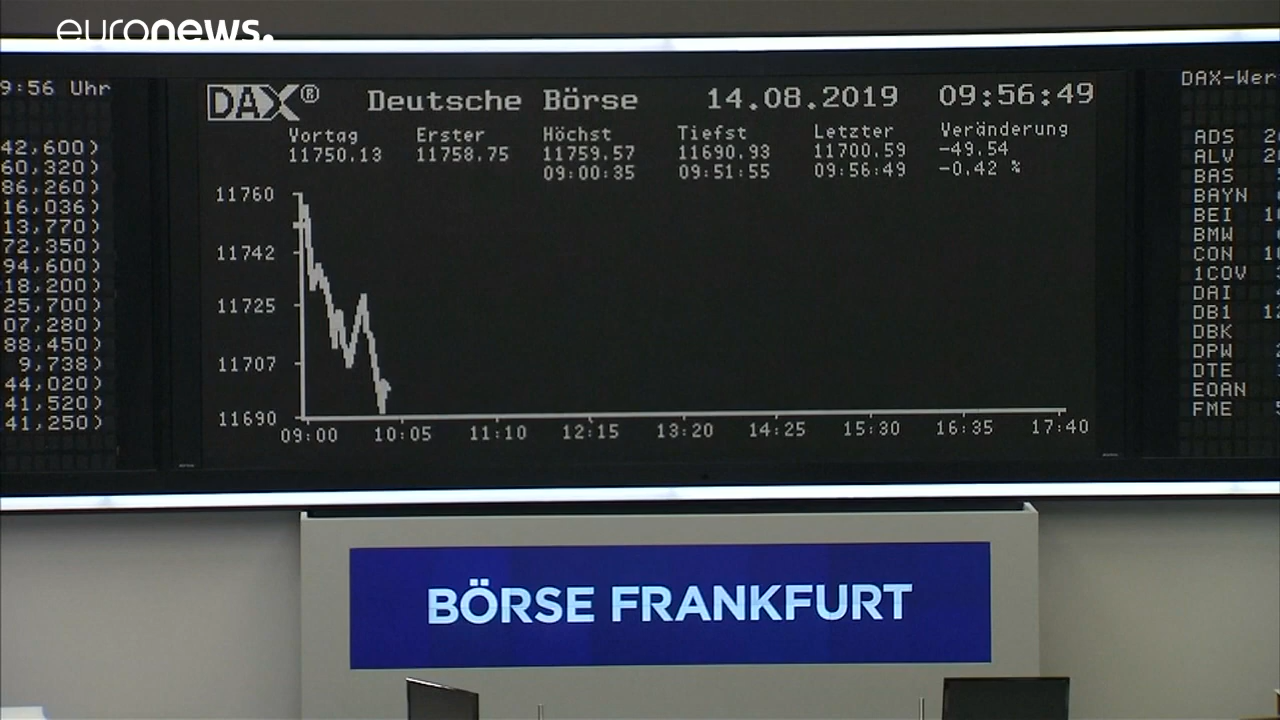 euronews.
9:56 Uhr
42,600)
60,320)
86,260)
16,036)
13,770)
72,350)
94,600)
18,200)
25,700)
07,280)
88,450)
9,738)
44,020)
41,520)
41,250)
DAX® Deutsche Börse 14.08.2019 09:56:49
Vortag Erster Höchst Tiefst Letzter Veränderung
11750.13 11758.75 11759.57 11690.93 11700.59 -49.54
09:00:35 09:51:55 09:56:49 -0.42 %
11760
11742
11725
11707
11690
09:00 10:05 11:10 12:15 13:20 14:25 15:30 16:35 17:40
DAX-Wer
ADS 2
ALV 2
BAS
BAYN
BEI 1
BMW
CON 1
1COV
DAI
DB1 12
DBK
DPW
DTE
EOAN
FME
BÖRSE FRANKFURT